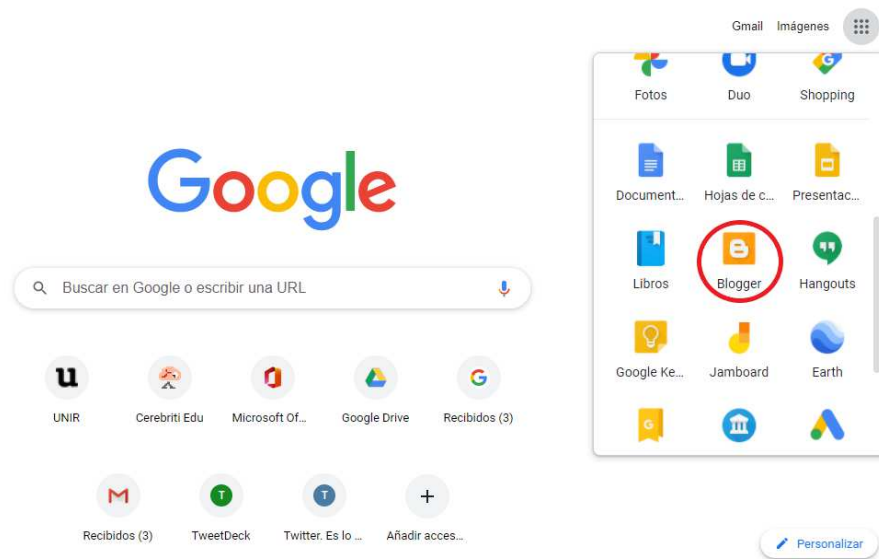 Gmail Imágenes
Fotos Duo Shopping
Google
Document... Hojas de c... Presentac...
Buscar en Google o escribir una URL
Libros Blogger Hangouts
Google Ke... Jamboard Earth
UNIR Cerebriti Edu Microsoft Of... Google Drive Recibidos (3)
Recibidos (3) TweetDeck Twitter. Es lo ... Añadir acces...
Personalizar